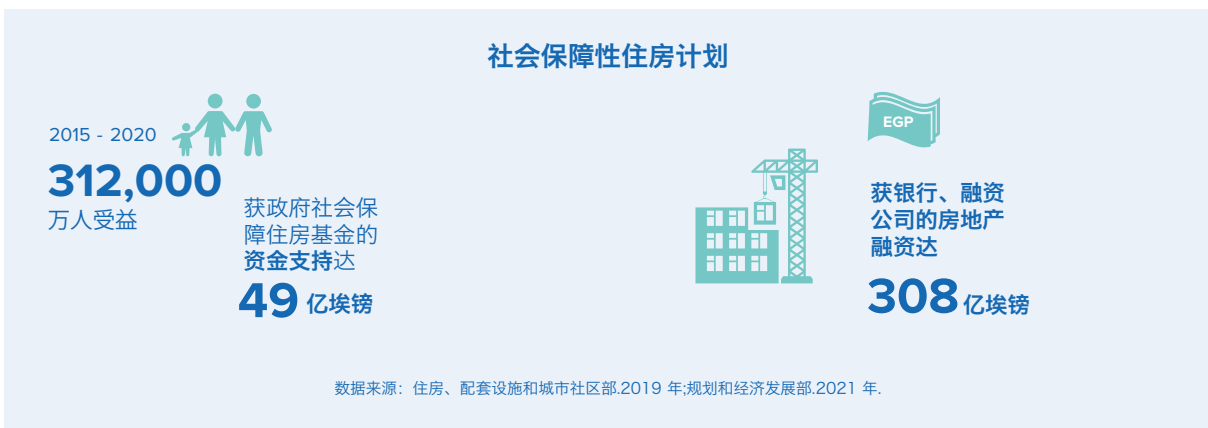 社会保障性住房计划
2015 - 2020
312,000
万人受益
获政府社会保
障住房基金的
资金支持达
49 亿埃镑
EGP
获银行、融资
公司的房地产
融资达
308 亿埃镑
数据来源：住房、配套设施和城市社区部.2019 年;规划和经济发展部.2021 年.